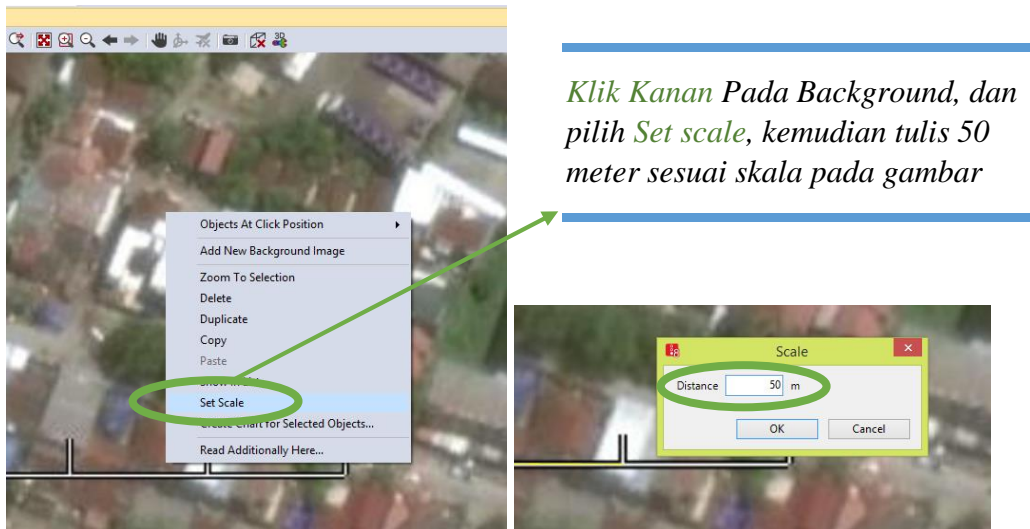 3D
Klik Kanan Pada Background, dan
pilih Set scale, kemudian tulis 50
meter sesuai skala pada gambar
Objects At Click Position
Add New Background Image
Zoom To Selection
Delete
Duplicate
Copy
Paste
Set Scale
Create Chart for Selected Objects...
Read Additionally Here...
Scale
Distance 50 m
OK Cancel